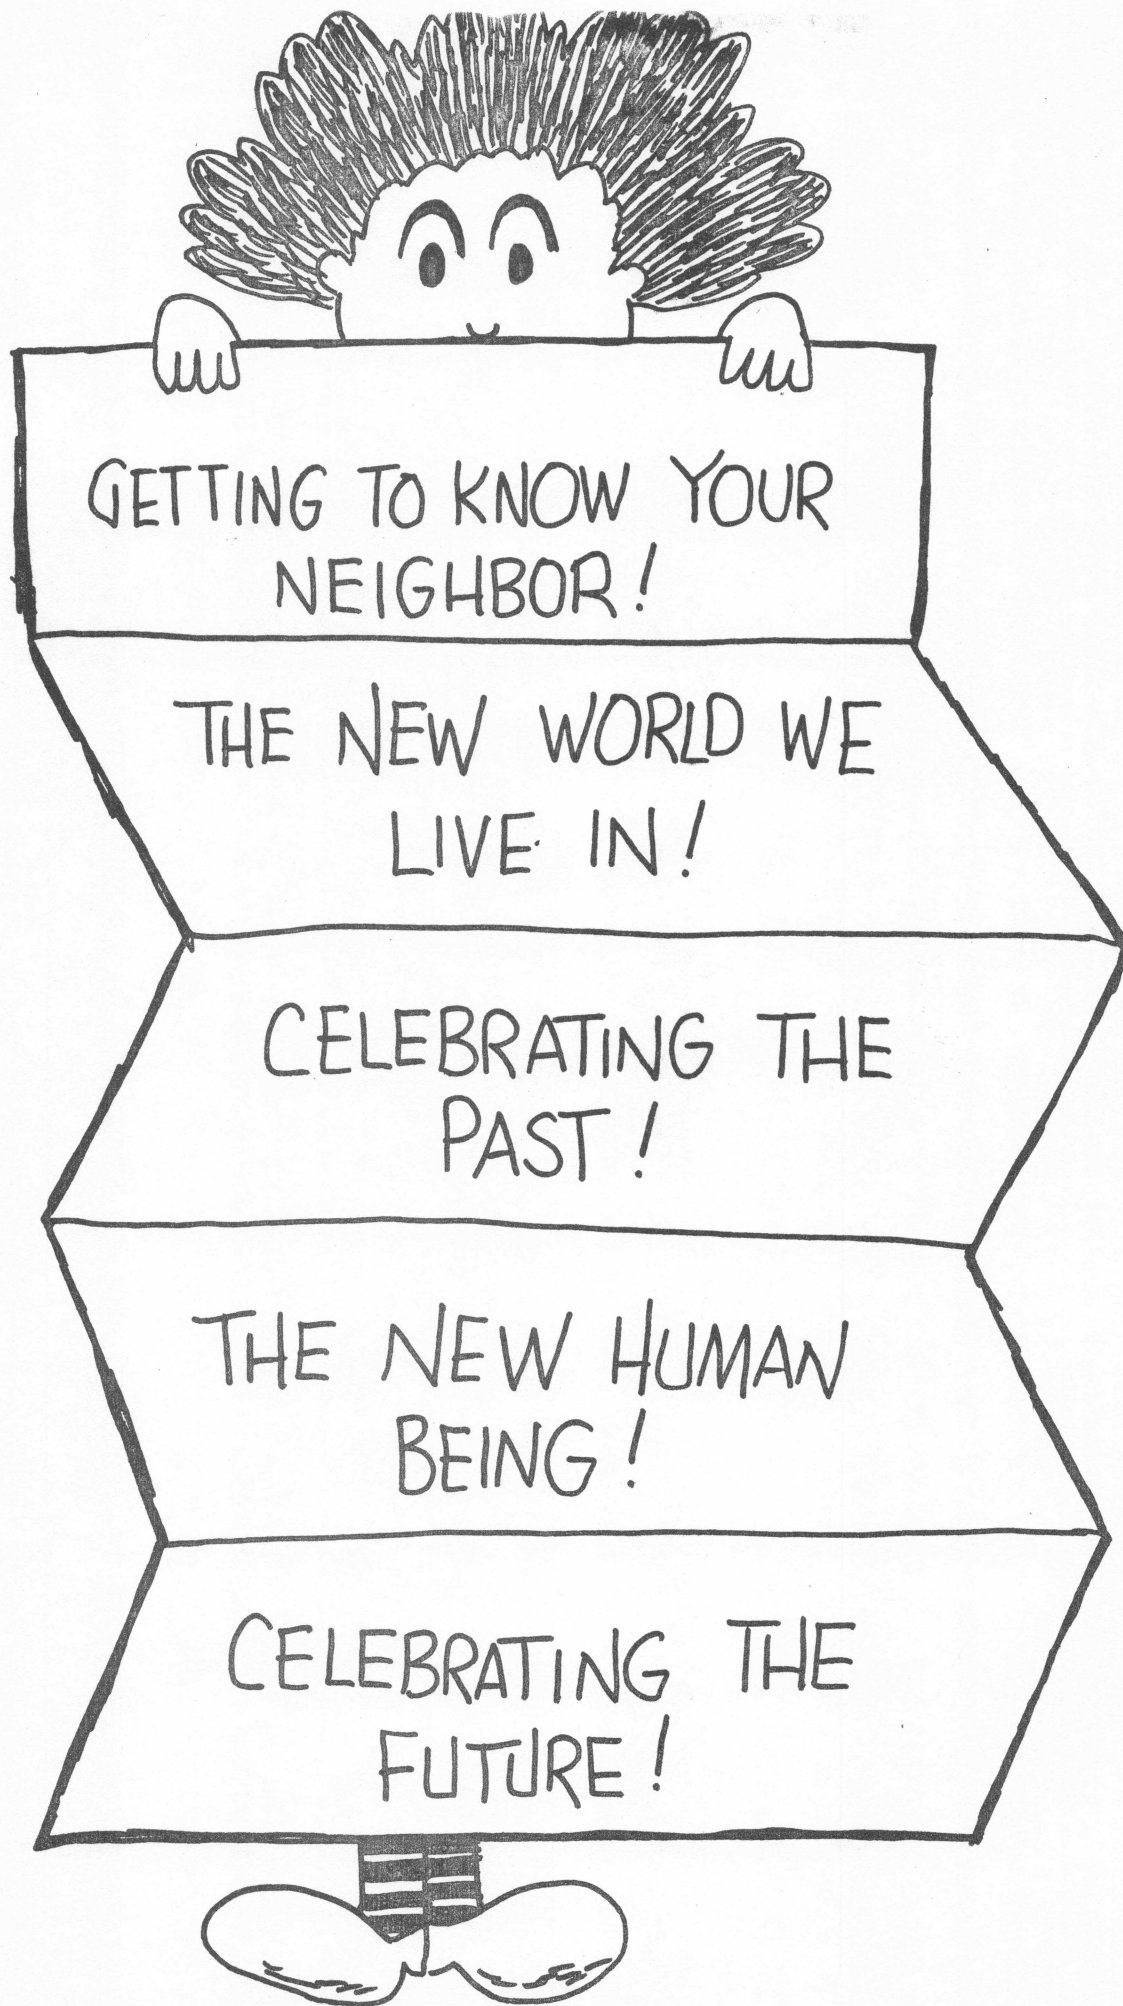 GETTING TO KNOW YOUR
NEIGHBOR!
THE NEW WORLD WE
LIVE IN!
CELEBRATING THE
PAST!
THE NEW HUMAN
BEING!
CELEBRATING THE
FUTURE!